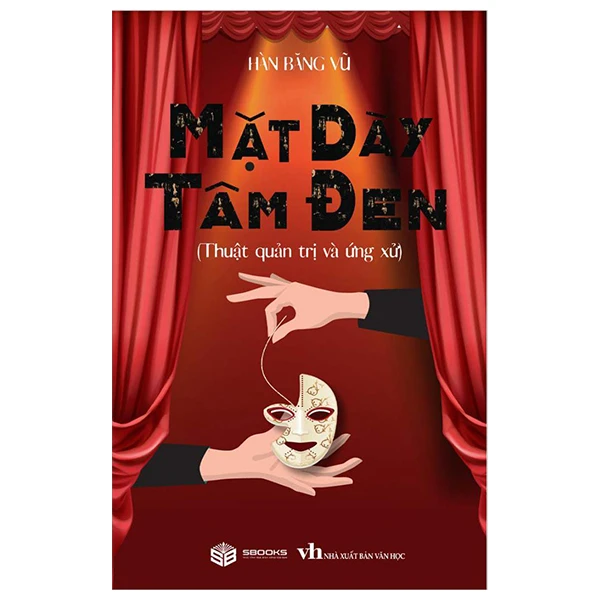 HÀN BĂNG VŨ
MẶT DÀY
TÂM ĐEN
(Thuật quản trị và ứng xử)
SBOOKS
vh NHÀ XUẤT BẢN VĂN HỌC